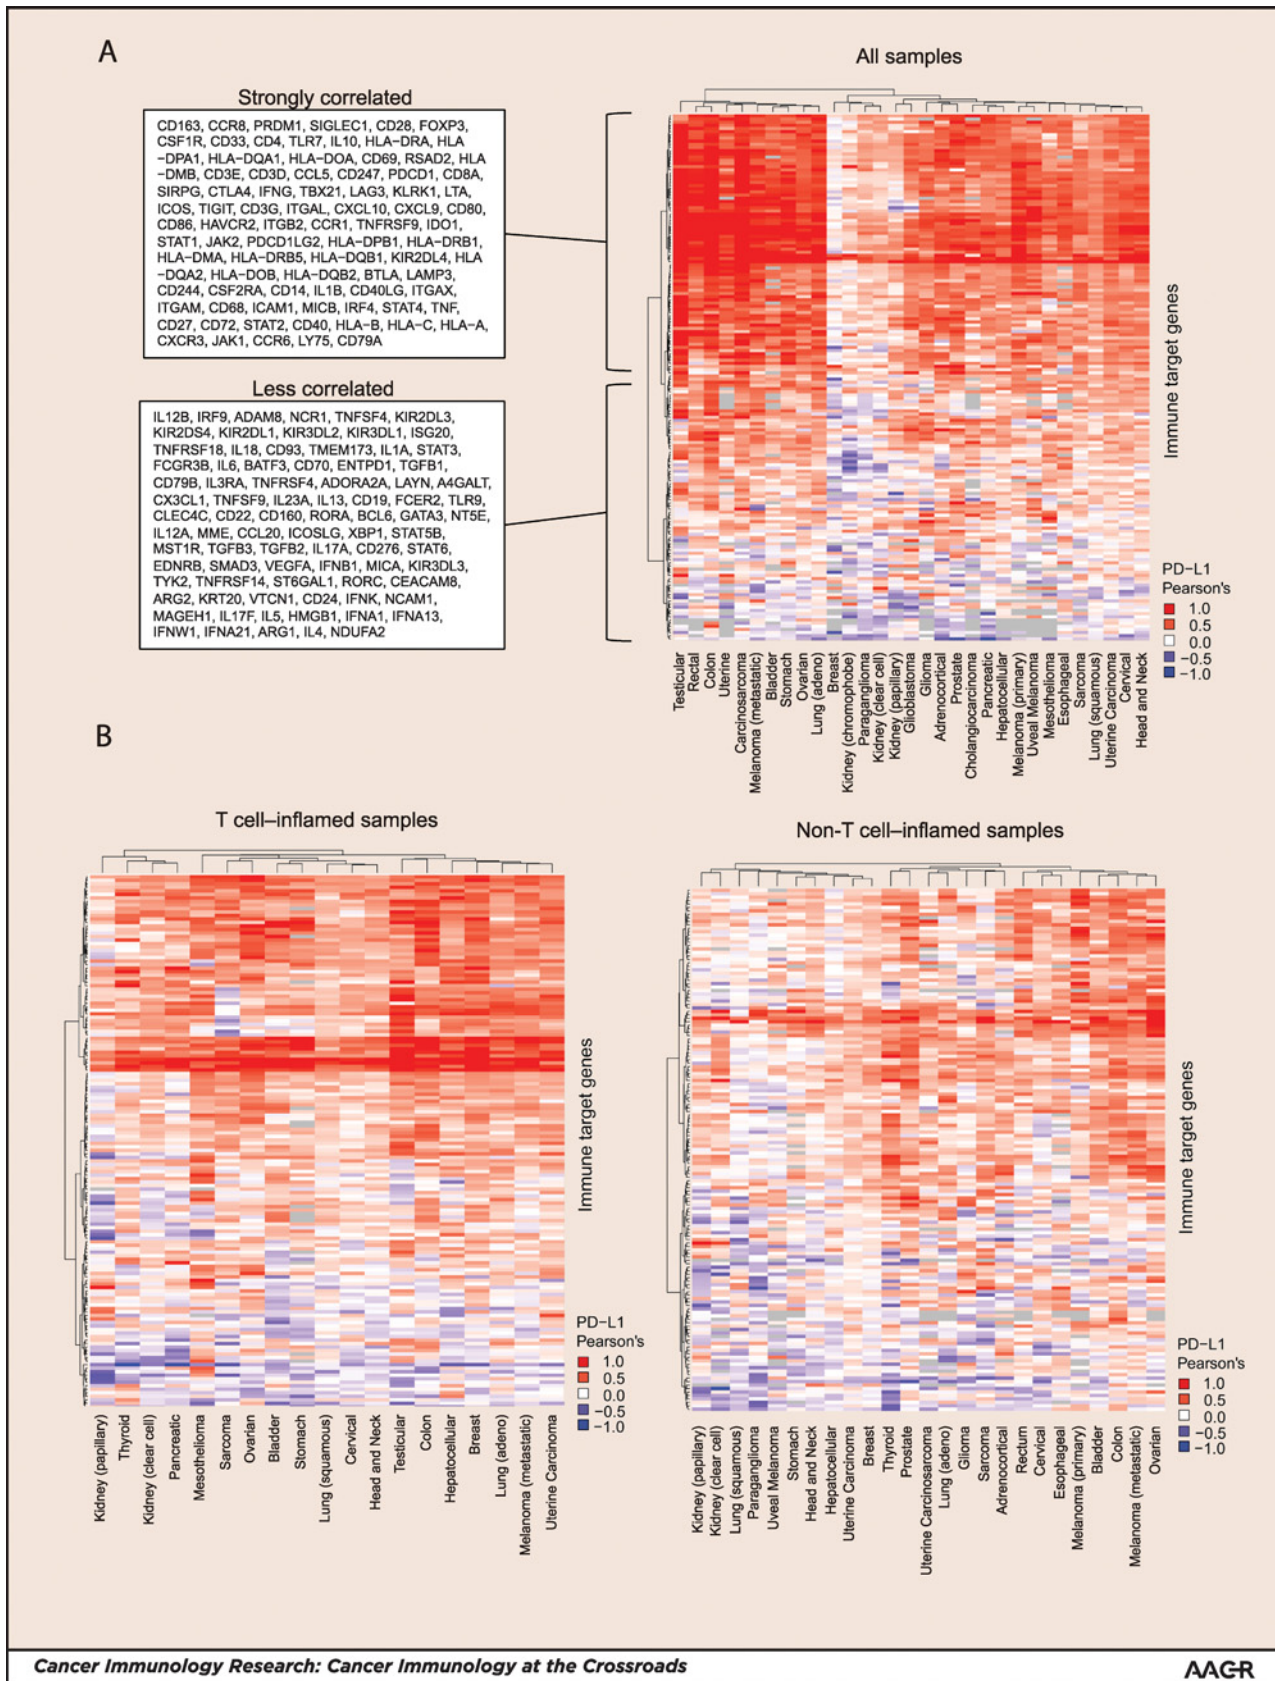 A
All samples
Strongly correlated
CD163, CCR8, PRDM1, SIGLEC1, CD28, FOXP3,
CSF1R, CD33, CD4, TLR7, IL10, HLA−DRA, HLA
−DPA1, HLA−DQA1, HLA−DOA, CD69, RSAD2, HLA
−DMB, CD3E, CD3D, CCL5, CD247, PDCD1, CD8A,
SIRPG, CTLA4, IFNG, TBX21, LAG3, KLRK1, LTA,
ICOS, TIGIT, CD3G, ITGAL, CXCL10, CXCL9, CD80,
CD86, HAVCR2, ITGB2, CCR1, TNFRSF9, IDO1,
STAT1, JAK2, PDCD1LG2, HLA−DPB1, HLA−DRB1,
HLA−DMA, HLA−DRB5, HLA−DQB1, KIR2DL4, HLA
−DQA2, HLA−DOB, HLA−DQB2, BTLA, LAMP3,
CD244, CSF2RA, CD14, IL1B, CD40LG, ITGAX,
ITGAM, CD68, ICAM1, MICB, IRF4, STAT4, TNF,
CD27, CD72, STAT2, CD40, HLA−B, HLA−C, HLA−A,
CXCR3, JAK1, CCR6, LY75, CD79A
Less correlated
IL12B, IRF9, ADAM8, NCR1, TNFSF4, KIR2DL3,
KIR2DS4, KIR2DL1, KIR3DL2, KIR3DL1, ISG20,
TNFRSF18, IL18, CD93, TMEM173, IL1A, STAT3,
FCGR3B, IL6, BATF3, CD70, ENTPD1, TGFB1,
CD79B, IL3RA, TNFRSF4, ADORA2A, LAYN, A4GALT,
CX3CL1, TNFSF9, IL23A, IL13, CD19, FCER2, TLR9,
CLEC4C, CD22, CD160, RORA, BCL6, GATA3, NT5E,
IL12A, MME, CCL20, ICOSLG, XBP1, STAT5B,
MST1R, TGFB3, TGFB2, IL17A, CD276, STAT6,
EDNRB, SMAD3, VEGFA, IFNB1, MICA, KIR3DL3,
TYK2, TNFRSF14, ST6GAL1, RORC, CEACAM8,
ARG2, KRT20, VTCN1, CD24, IFNK, NCAM1,
MAGEH1, IL17F, IL5, HMGB1, IFNA1, IFNA13,
IFNW1, IFNA21, ARG1, IL4, NDUFA2
Immune target genes
PD−L1
Pearson's
1.0
0.5
0.0
−0.5
−1.0
Testicular
Rectal
Colon
Uterine
Carcinosarcoma
Melanoma (metastatic)
Bladder
Stomach
Ovarian
Lung (adeno)
Breast
Kidney (chromophobe)
Paraganglioma
Kidney (clear cell)
Kidney (papillary)
Glioblastoma
Glioma
Adrenocortical
Prostate
Cholangiocarcinoma
Pancreatic
Hepatocellular
Melanoma (primary)
Uveal Melanoma
Mesothelioma
Esophageal
Sarcoma
Lung (squamous)
Uterine Carcinoma
Cervical
Head and Neck
B
T cell–inflamed samples
Immune target genes
PD−L1
Pearson's
1.0
0.5
0.0
−0.5
−1.0
Kidney (papillary)
Thyroid
Kidney (clear cell)
Pancreatic
Mesothelioma
Sarcoma
Ovarian
Bladder
Stomach
Lung (squamous)
Cervical
Head and Neck
Testicular
Colon
Hepatocellular
Breast
Lung (adeno)
Melanoma (metastatic)
Uterine Carcinoma
Non-T cell–inflamed samples
Immune target genes
PD−L1
Pearson's
1.0
0.5
0.0
−0.5
−1.0
Kidney (papillary)
Kidney (clear cell)
Lung (squamous)
Paraganglioma
Uveal Melanoma
Stomach
Head and Neck
Hepatocellular
Uterine Carcinoma
Breast
Thyroid
Prostate
Uterine Carcinosarcoma
Lung (adeno)
Glioma
Sarcoma
Adrenocortical
Rectum
Cervical
Esophageal
Melanoma (primary)
Bladder
Colon
Melanoma (metastatic)
Ovarian
Cancer Immunology Research: Cancer Immunology at the Crossroads
AACR